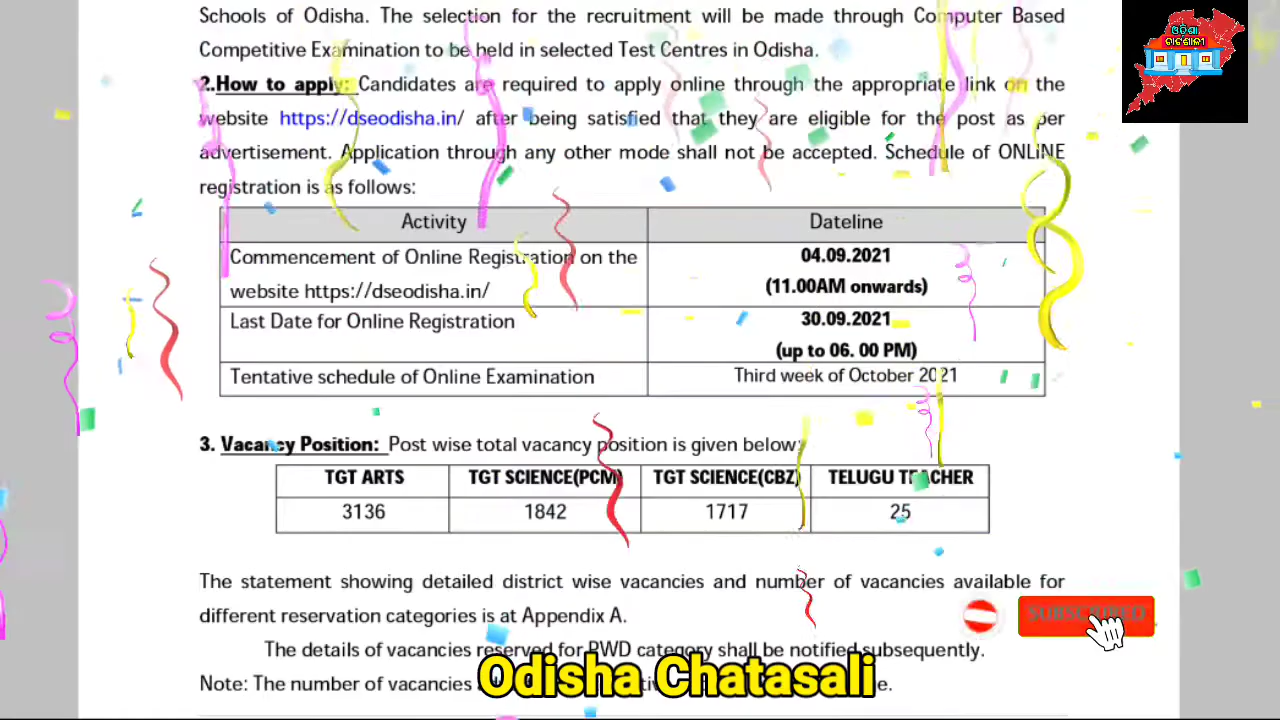 Schools of Odisha. The selection for the recruitment will be made through Computer Based
Competitive Examination to be held in selected Test Centres in Odisha.
2.How to apply: Candidates are required to apply online through the appropriate link on the
website https://dseodisha.in/ after being satisfied that they are eligible for the post as per
advertisement. Application through any other mode shall not be accepted. Schedule of ONLINE
registration is as follows:
Activity Dateline
Commencement of Online Registration on the 04.09.2021
website https://dseodisha.in/ (11.00AM onwards)
Last Date for Online Registration 30.09.2021
(up to 06. 00 PM)
Tentative schedule of Online Examination Third week of October 2021
3. Vacancy Position: Post wise total vacancy position is given below:
TGT ARTS TGT SCIENCE(PCM) TGT SCIENCE(CBZ) TELUGU TEACHER
3136 1842 1717 25
The statement showing detailed district wise vacancies and number of vacancies available for
different reservation categories is at Appendix A.
The details of vacancies reserved for PWD category shall be notified subsequently.
Note: The number of vacancies
ଓଡ଼ିଶା
ଚାଟଶାଳୀ
SUBSCRIBED
Odisha Chatasali